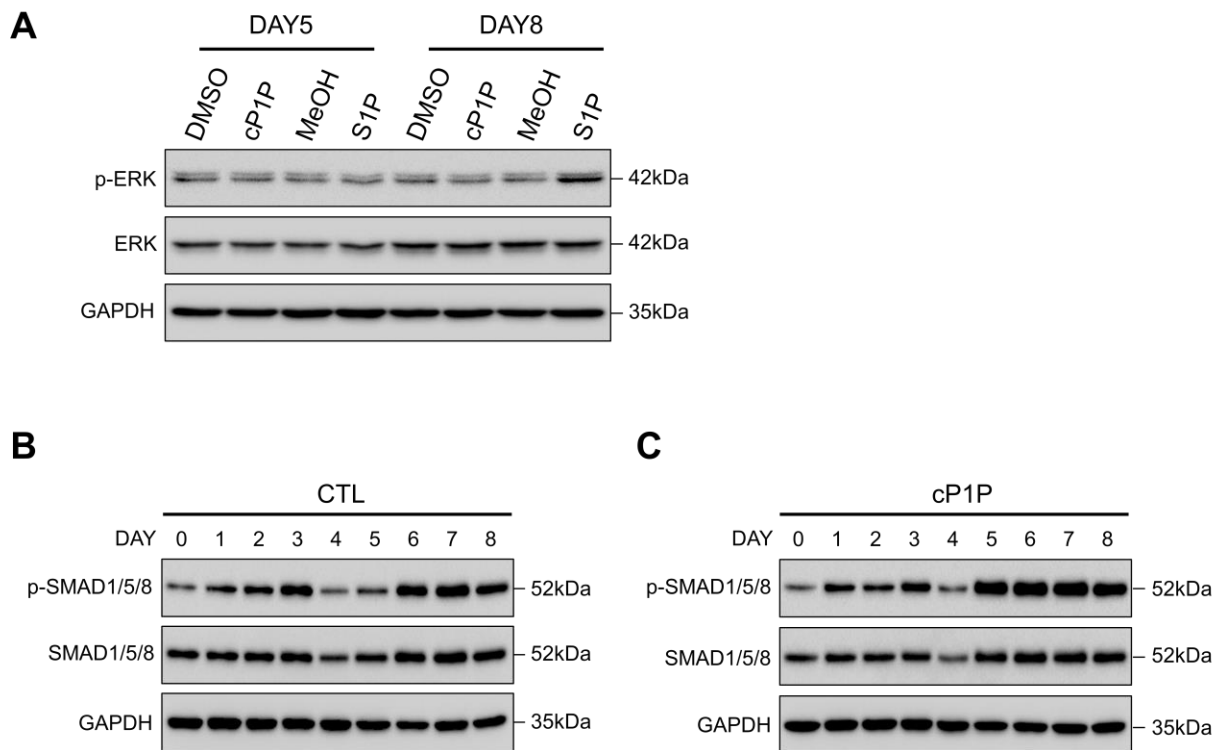 A
DAY5 DAY8
DMSO cP1P MeOH S1P DMSO cP1P MeOH S1P
p-ERK 42kDa
ERK 42kDa
GAPDH 35kDa
B
CTL
DAY 0 1 2 3 4 5 6 7 8
p-SMAD1/5/8 52kDa
SMAD1/5/8 52kDa
GAPDH 35kDa
C
cP1P
DAY 0 1 2 3 4 5 6 7 8
p-SMAD1/5/8 52kDa
SMAD1/5/8 52kDa
GAPDH 35kDa